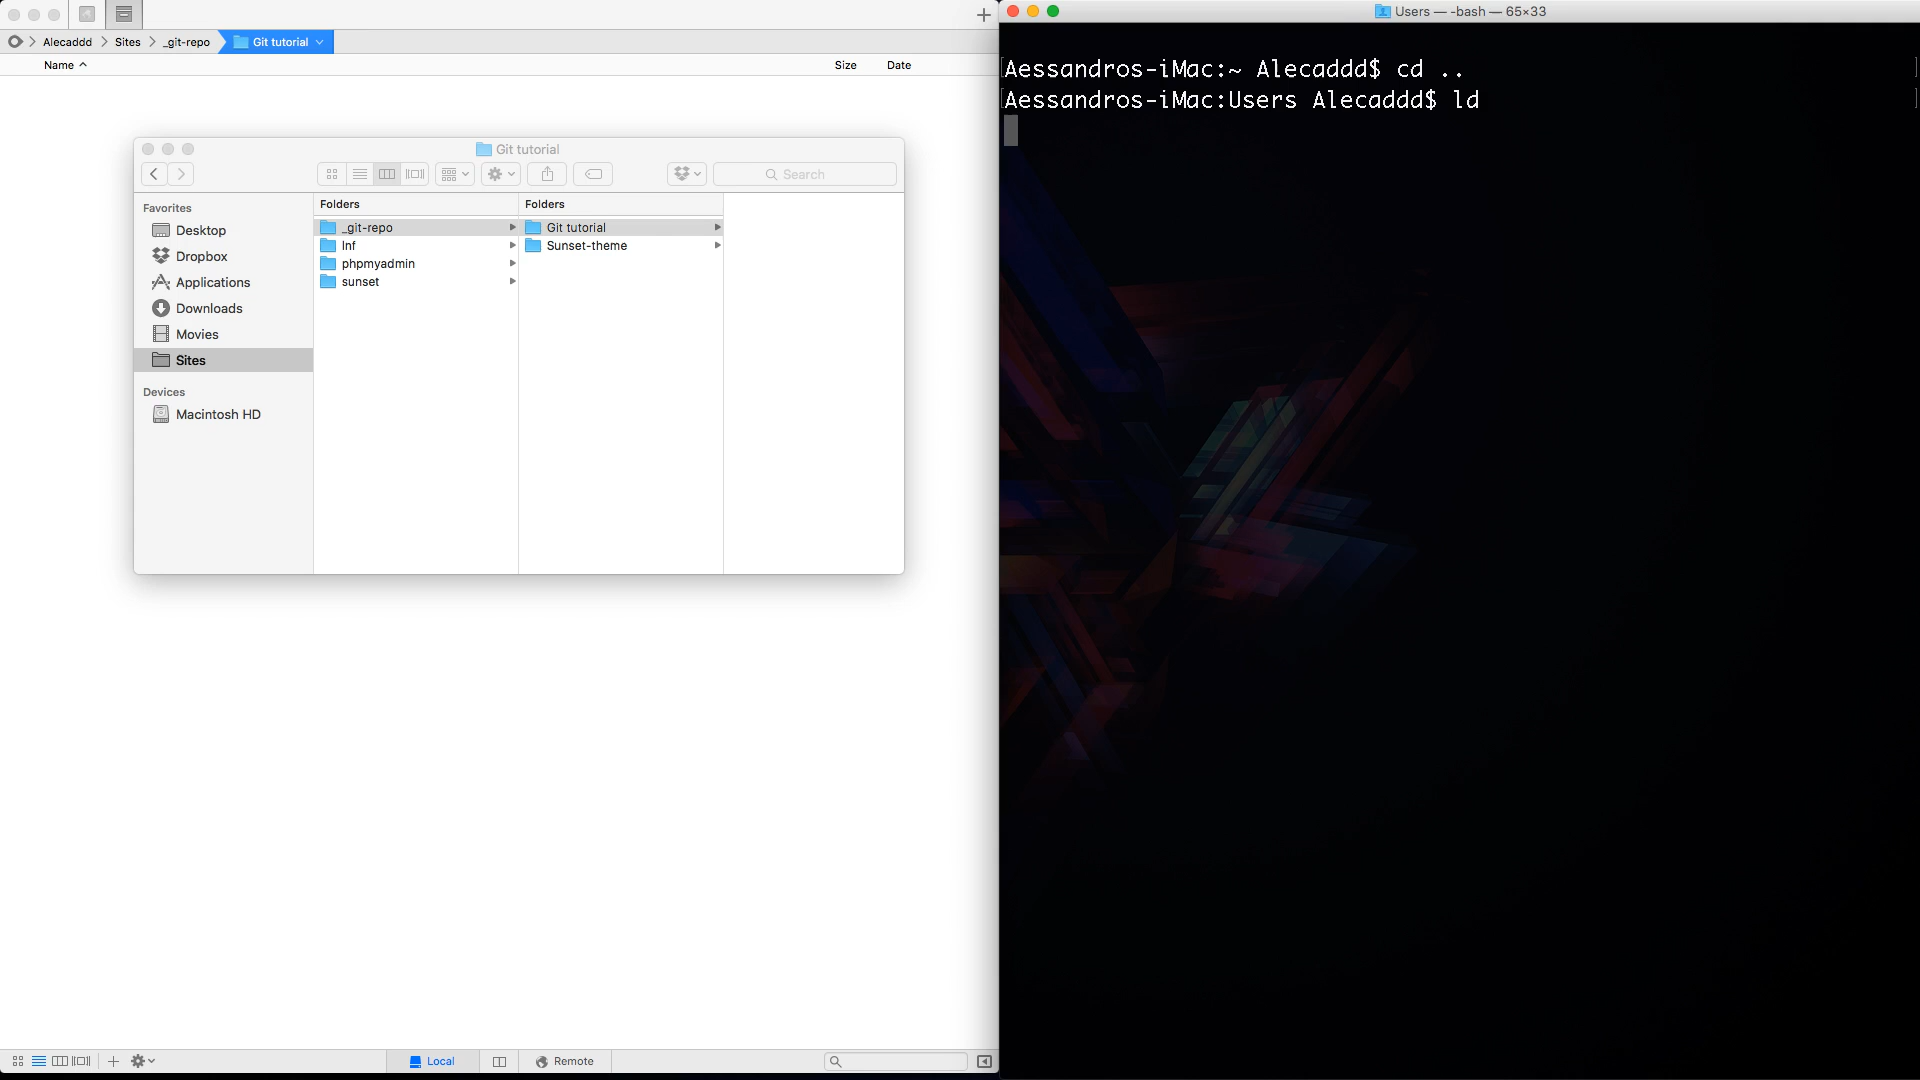 Alecaddd Sites _git-repo Git tutorial
Name Size Date
Git tutorial
Search
Favorites
Desktop
Dropbox
Applications
Downloads
Movies
Sites
Devices
Macintosh HD
Folders
_git-repo
lnf
phpmyadmin
sunset
Folders
Git tutorial
Sunset-theme
Local
Remote
Users — -bash — 65×33
Aessandros-iMac:~ Alecaddd$ cd ..
Aessandros-iMac:Users Alecaddd$ ld